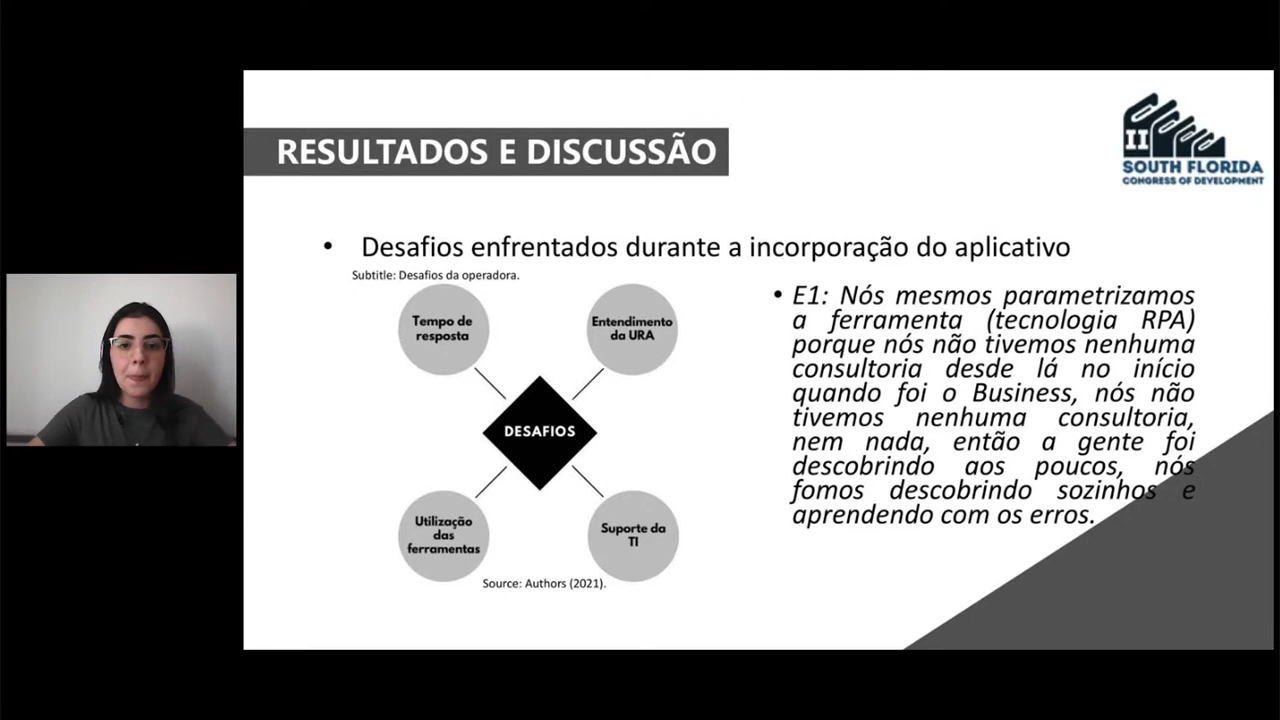 RESULTADOS E DISCUSSÃO
II
SOUTH FLORIDA
CONGRESS OF DEVELOPMENT
• Desafios enfrentados durante a incorporação do aplicativo
Subtitle: Desafios da operadora.
Tempo de
resposta
Entendimento
da URA
DESAFIOS
Utilização
das
ferramentas
Suporte da
TI
Source: Authors (2021).
• E1: Nós mesmos parametrizamos
a ferramenta (tecnologia RPA)
porque nós não tivemos nenhuma
consultoria desde lá no início
quando foi o Business, nós não
tivemos nenhuma consultoria,
nem nada, então a gente foi
descobrindo aos poucos, nós
fomos descobrindo sozinhos e
aprendendo com os erros.